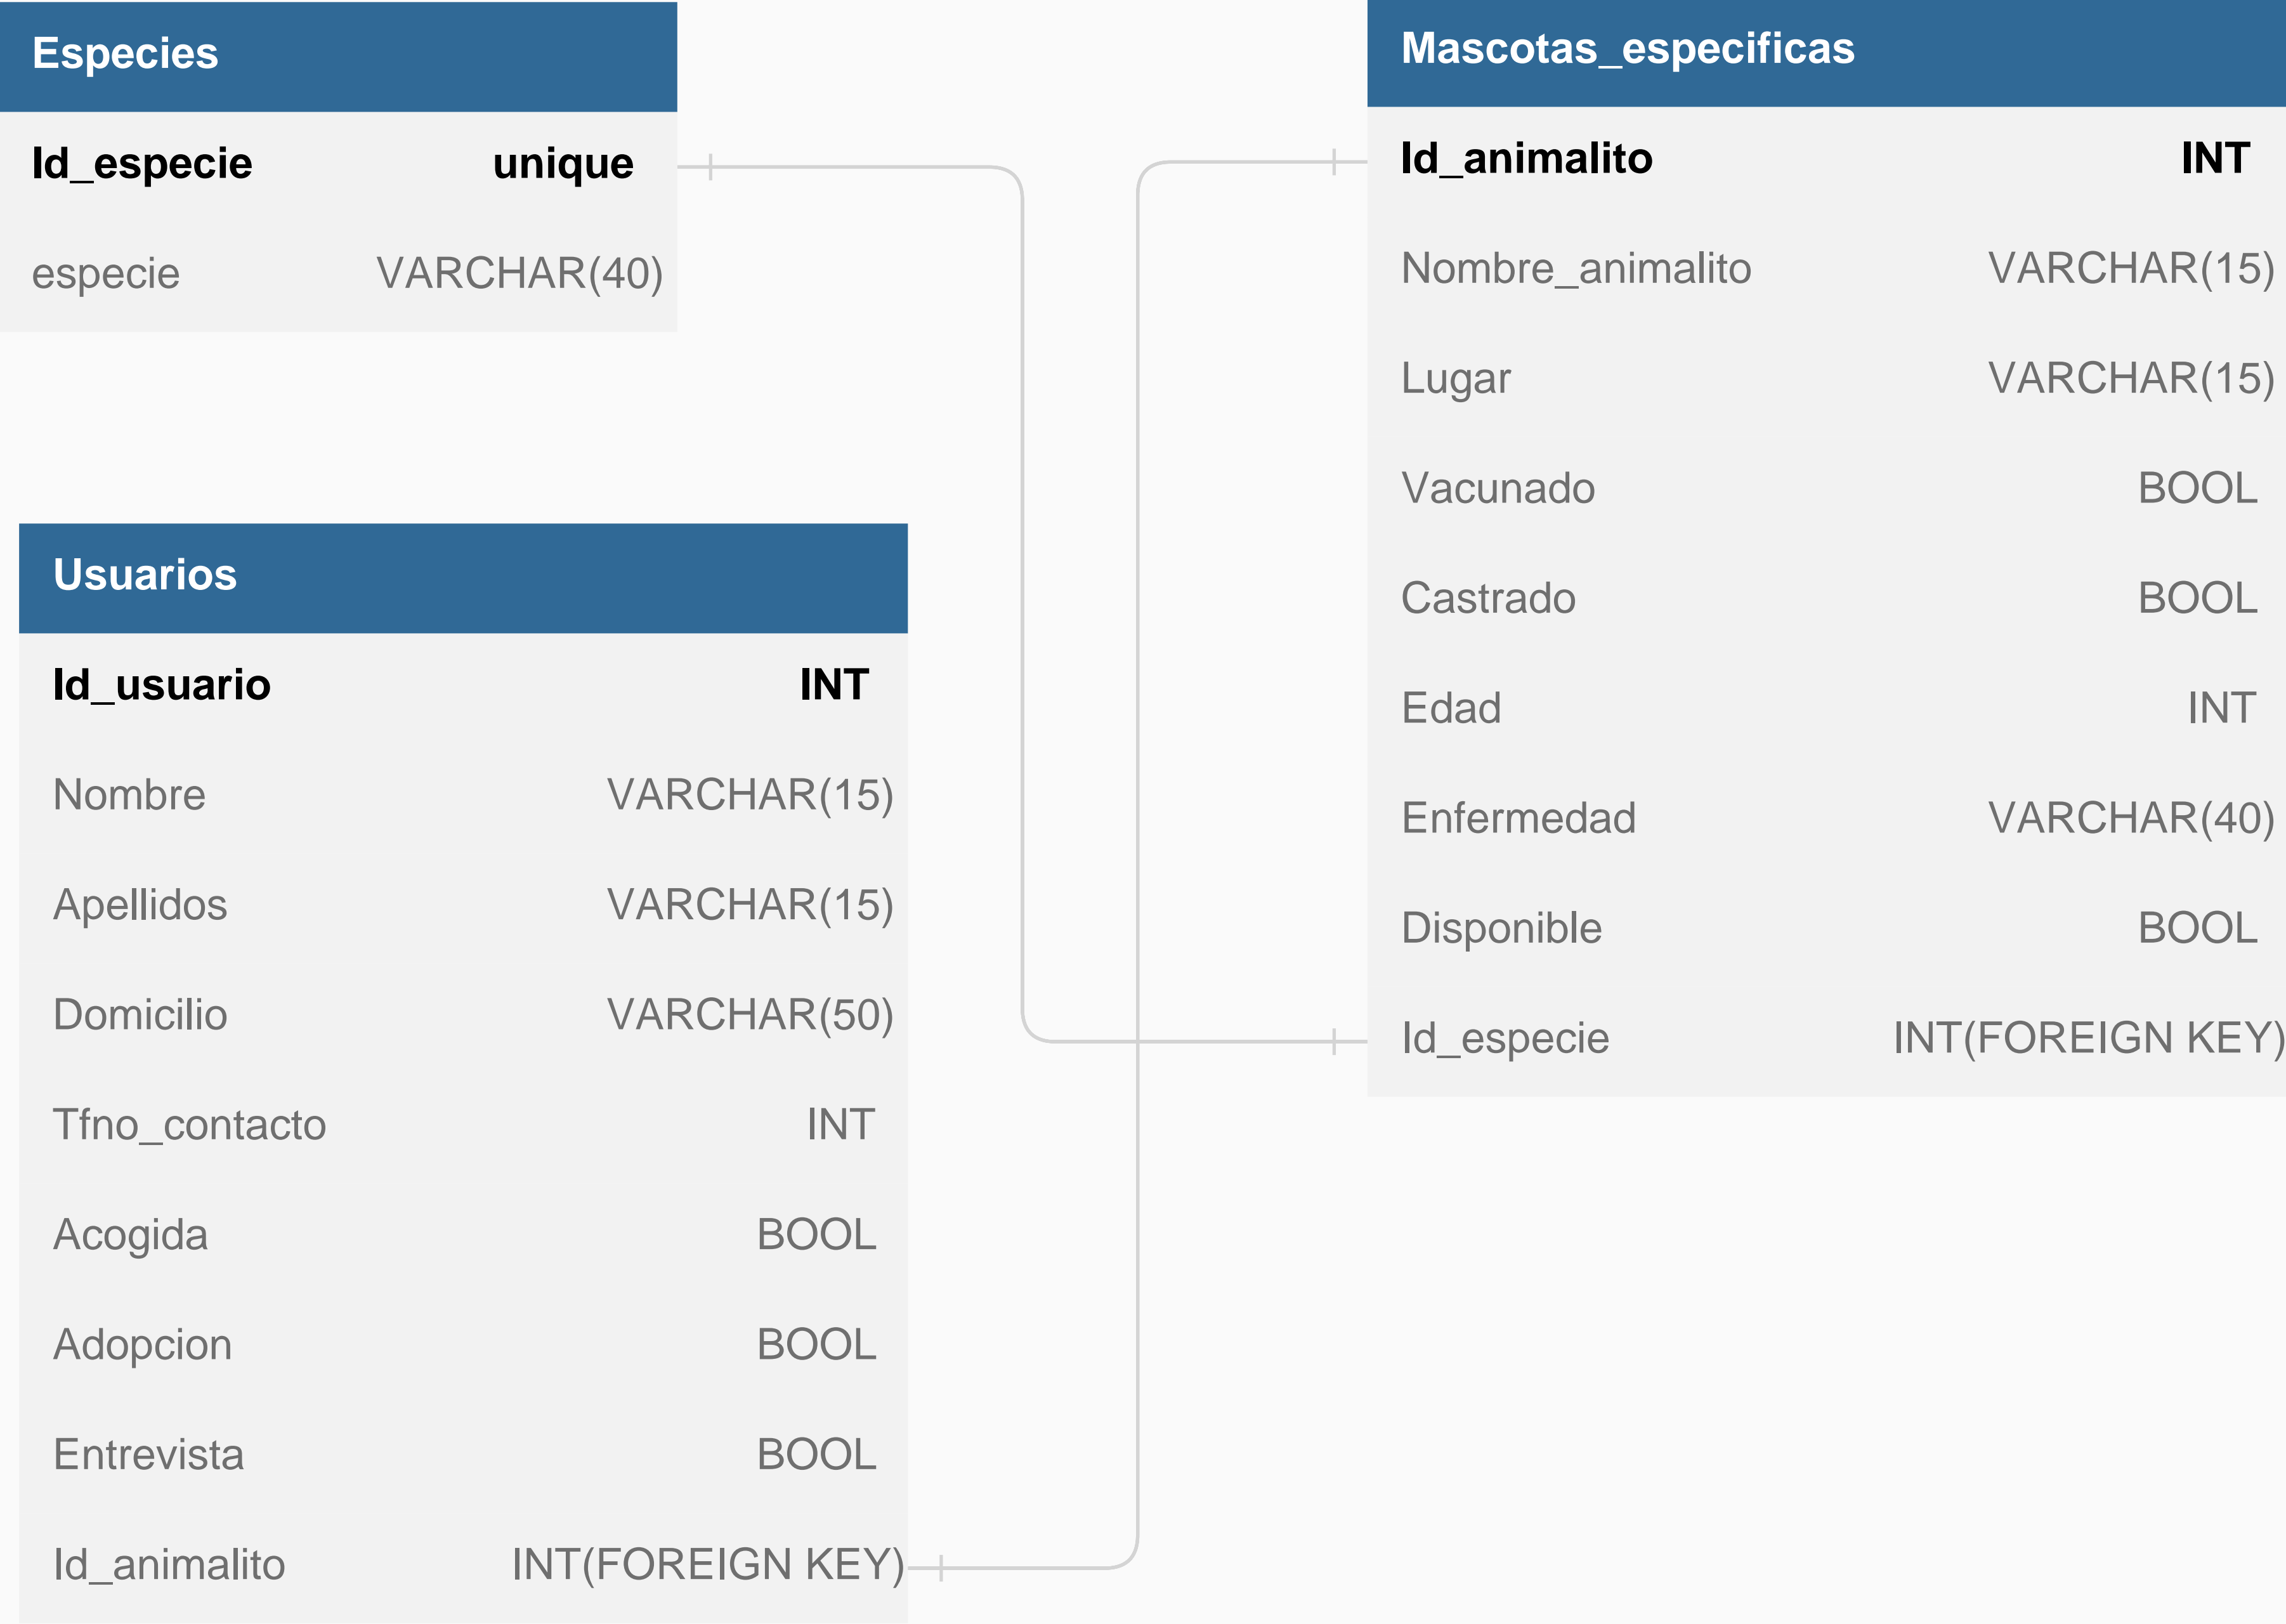 Especies
Id_especie unique
especie VARCHAR(40)
Usuarios
Id_usuario INT
Nombre VARCHAR(15)
Apellidos VARCHAR(15)
Domicilio VARCHAR(50)
Tfno_contacto INT
Acogida BOOL
Adopcion BOOL
Entrevista BOOL
Id_animalito INT(FOREIGN KEY)
Mascotas_especificas
Id_animalito INT
Nombre_animalito VARCHAR(15)
Lugar VARCHAR(15)
Vacunado BOOL
Castrado BOOL
Edad INT
Enfermedad VARCHAR(40)
Disponible BOOL
Id_especie INT(FOREIGN KEY)